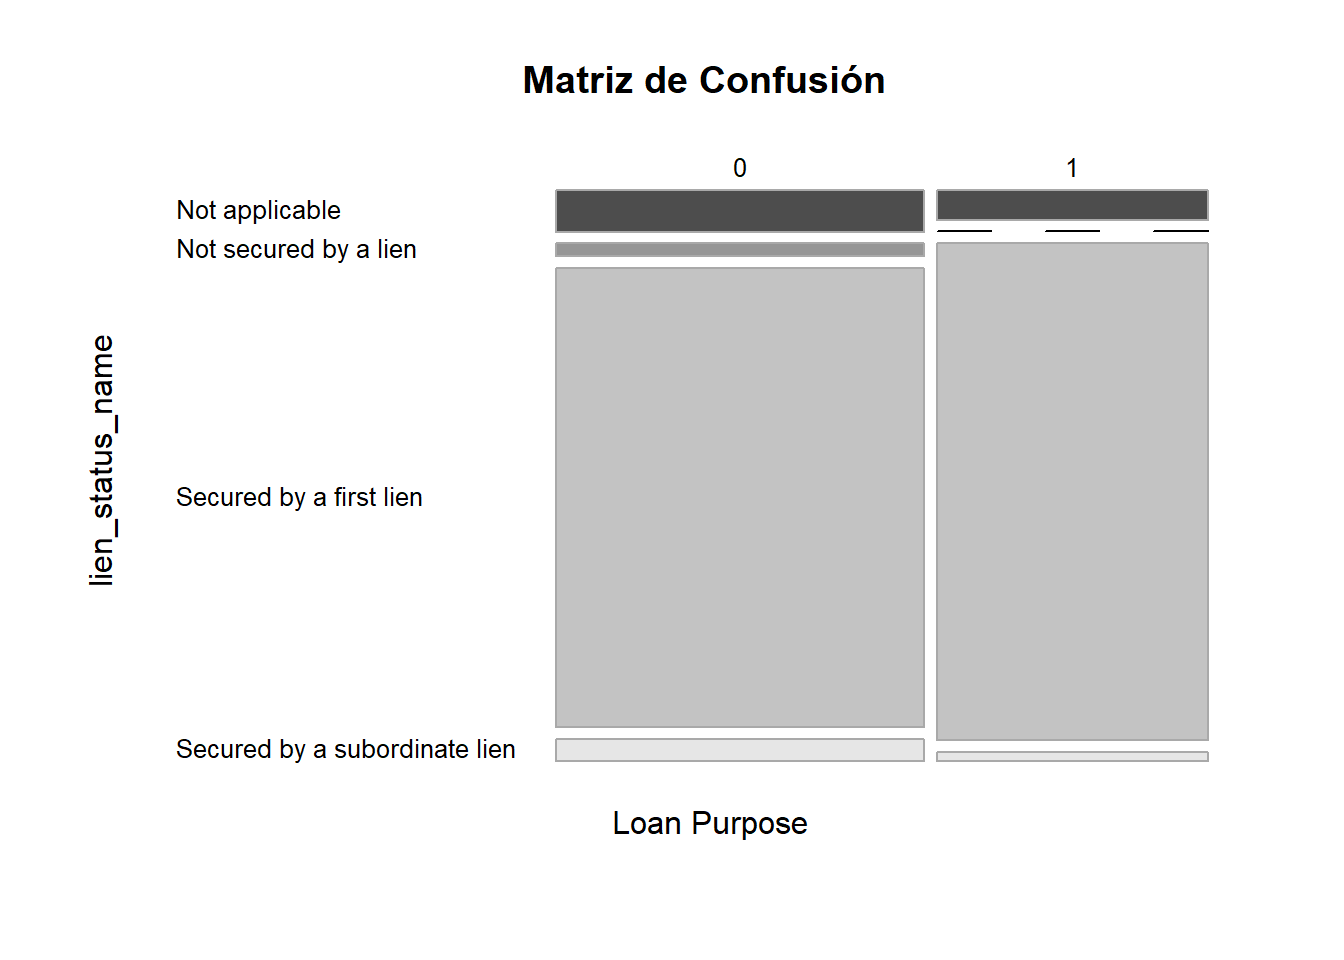 Matriz de Confusión
0 1
Not applicable
Not secured by a lien
Secured by a first lien
Secured by a subordinate lien
lien_status_name
Loan Purpose